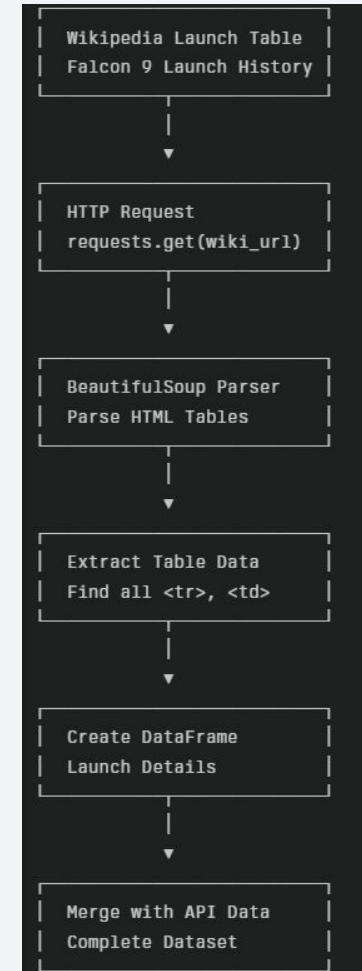 Wikipedia Launch Table
Falcon 9 Launch History
HTTP Request
requests.get(wiki_url)
BeautifulSoup Parser
Parse HTML Tables
Extract Table Data
Find all <tr>, <td>
Create DataFrame
Launch Details
Merge with API Data
Complete Dataset